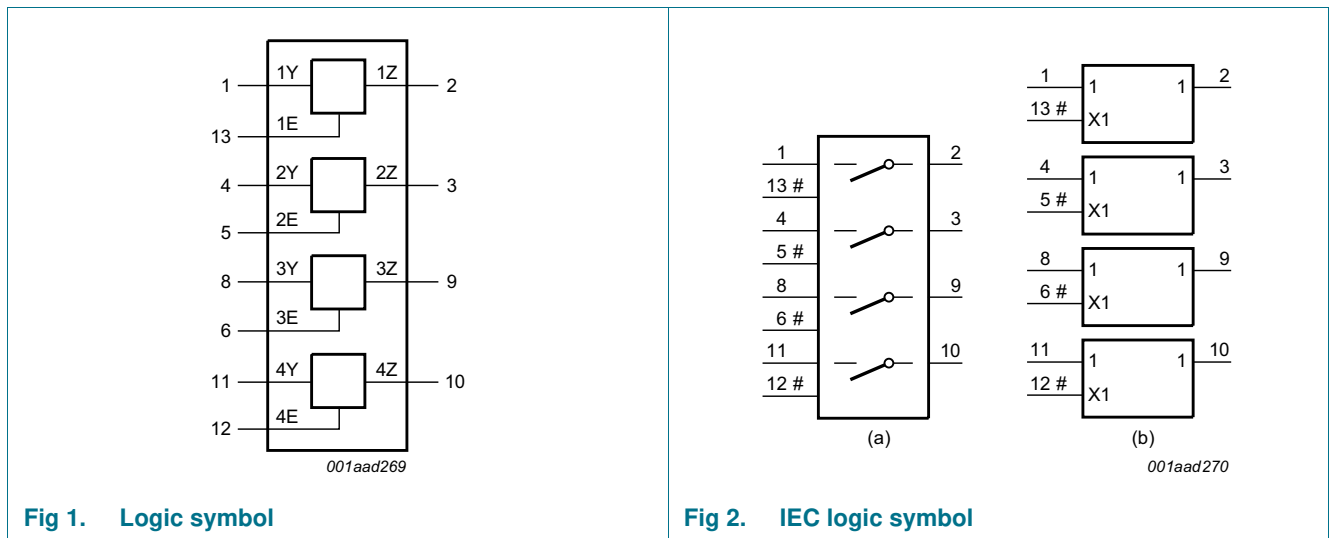 1Y 1Z
1 2
1E
13
2Y 2Z
4 3
2E
5
3Y 3Z
8 9
3E
6
4Y 4Z
11 10
4E
12
001aad269
Fig 1. Logic symbol
1 2
13 #
4 3
5 #
8 9
6 #
11 10
12 #
(a)
1 2
1 1
13 #
X1
4 3
1 1
5 #
X1
8 9
1 1
6 #
X1
11 10
1 1
12 #
X1
(b)
001aad270
Fig 2. IEC logic symbol